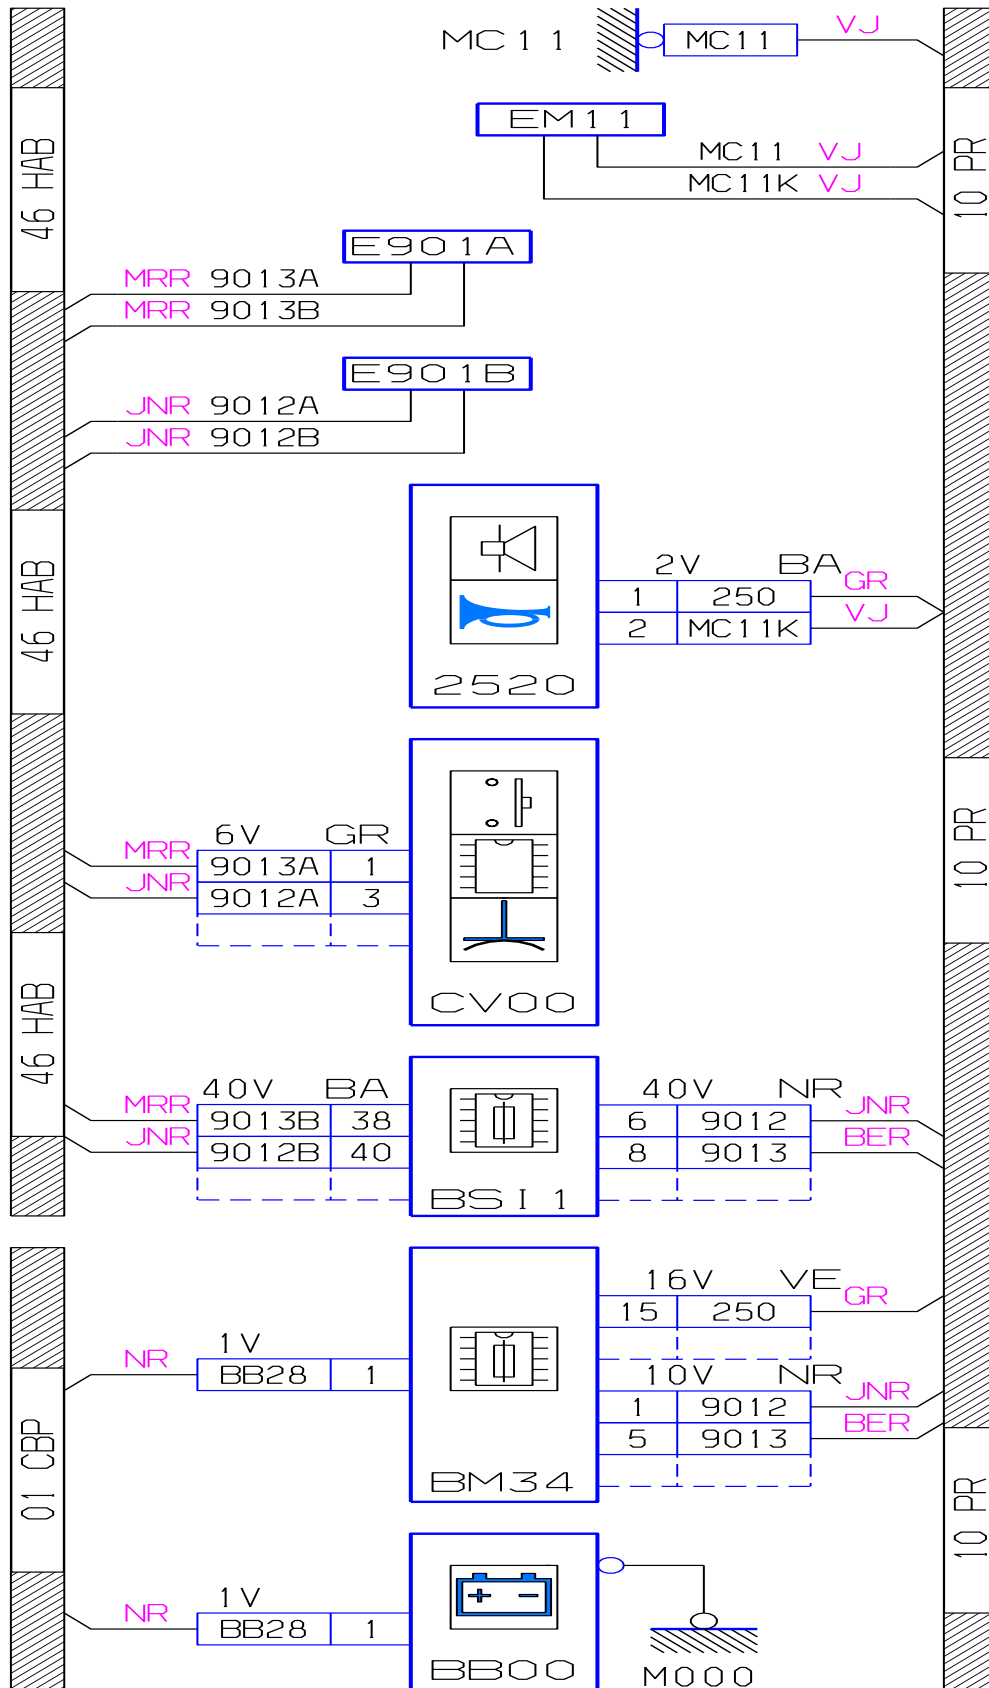 MC11 MC11 VJ
EM11
MC11 VJ
MC11K VJ
46 HAB
10 PR
E901A
MRR 9013A
MRR 9013B
E901B
JNR 9012A
JNR 9012B
46 HAB
2V BA
1 250 GR
2 MC11K VJ
2520
10 PR
6V GR
MRR 9013A 1
JNR 9012A 3
CV00
46 HAB
40V BA
MRR 9013B 38
JNR 9012B 40
40V NR
6 9012 JNR
8 9013 BER
BSI1
16V VE
15 250 GR
1V
NR BB28 1
10V NR
1 9012 JNR
5 9013 BER
BM34
01 CBP
10 PR
1V
NR BB28 1
+ −
BB00
M000